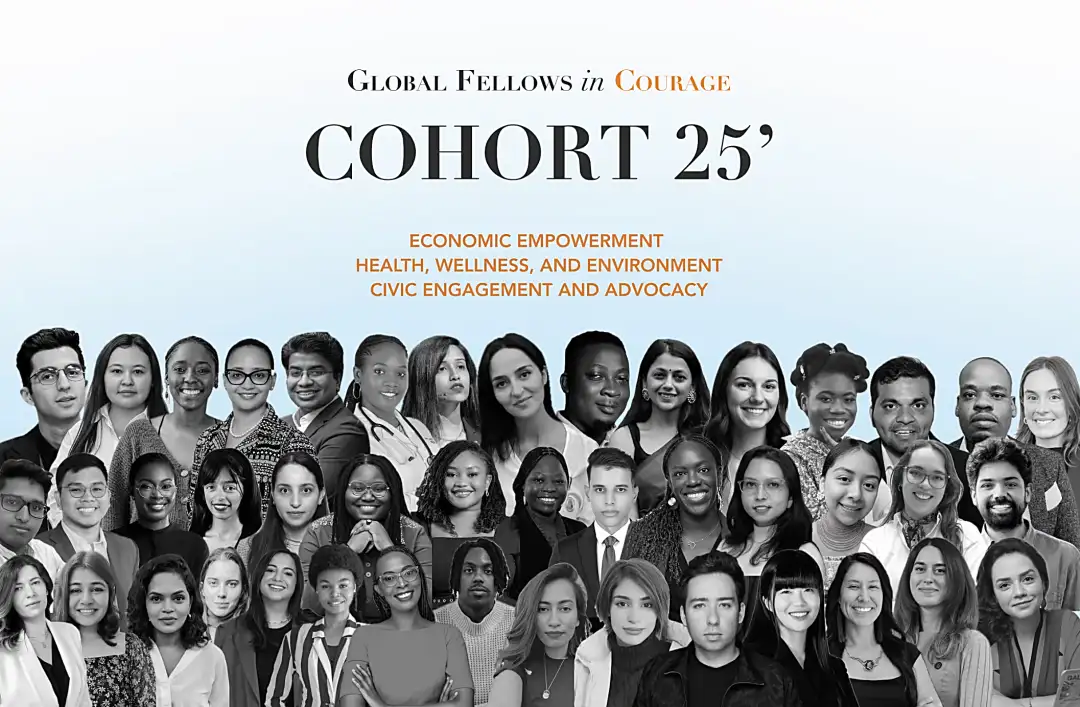 Global Fellows in Courage
COHORT 25’
ECONOMIC EMPOWERMENT
HEALTH, WELLNESS, AND ENVIRONMENT
CIVIC ENGAGEMENT AND ADVOCACY